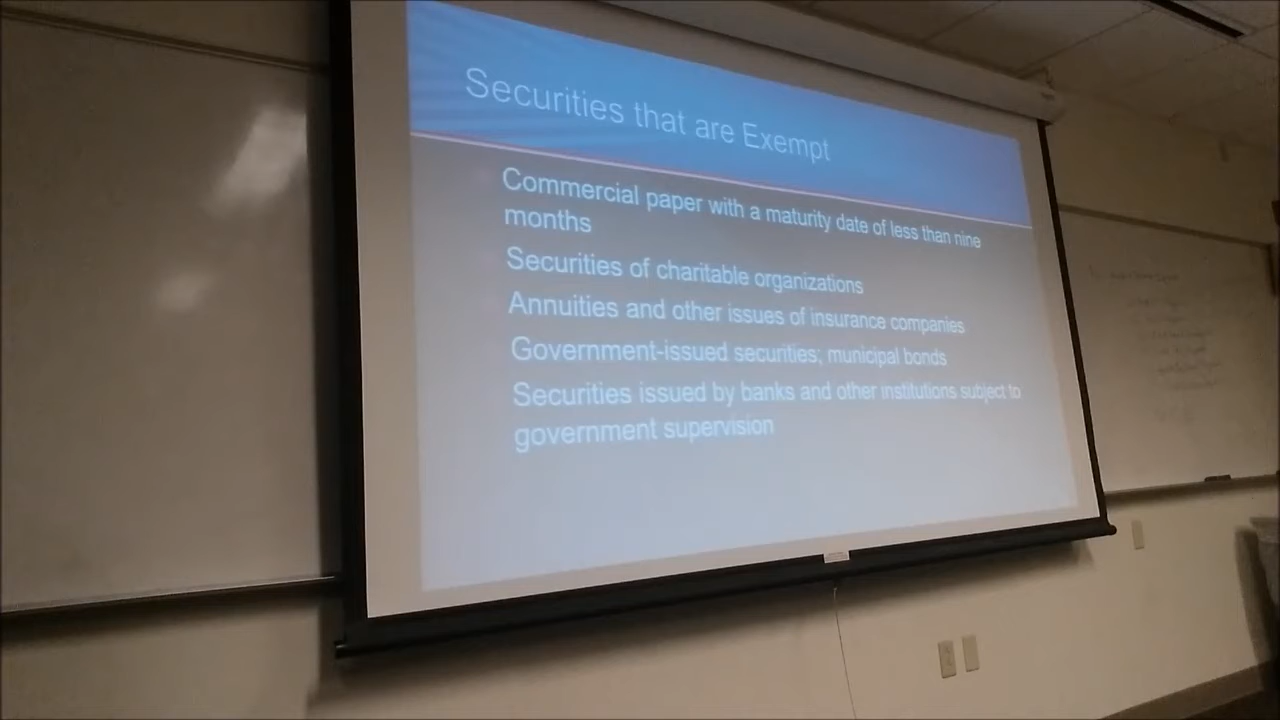 Securities that are Exempt
Commercial paper with a maturity date of less than nine
months
Securities of charitable organizations
Annuities and other issues of insurance companies
Government-issued securities; municipal bonds
Securities issued by banks and other institutions subject to
government supervision